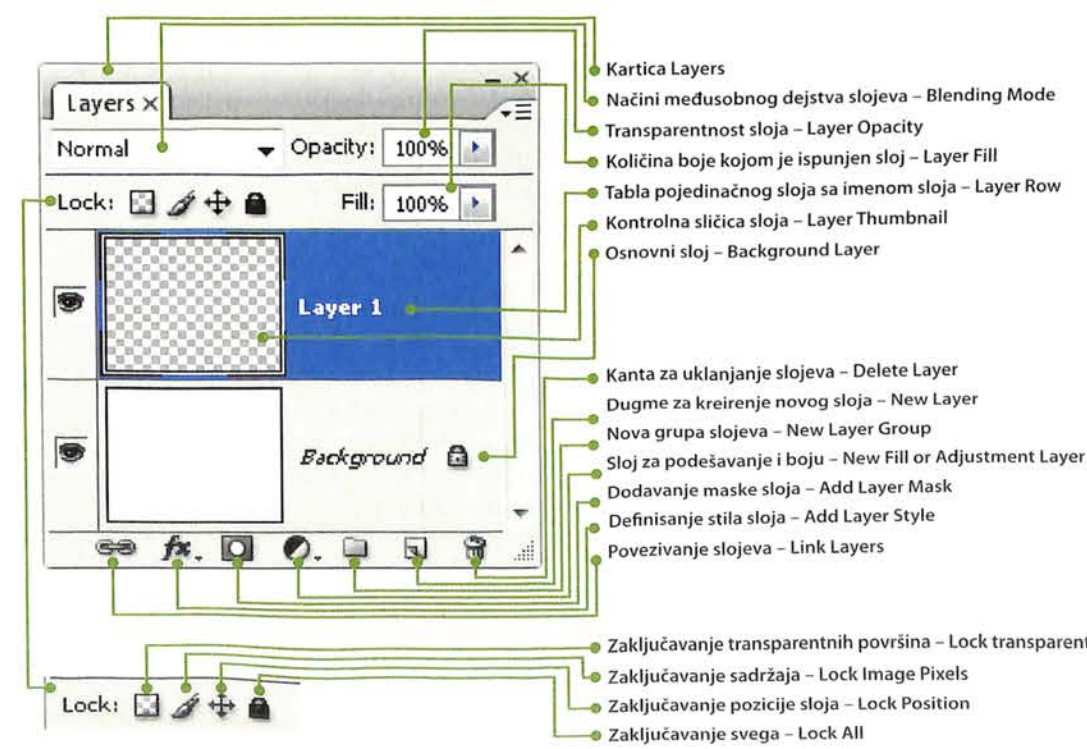 Kartica Layers
Načini međusobnog dejstva slojeva – Blending Mode
Transparentnost sloja – Layer Opacity
Količina boje kojom je ispunjen sloj – Layer Fill
Tabla pojedinačnog sloja sa imenom sloja – Layer Row
Kontrolna sličica sloja – Layer Thumbnail
Osnovni sloj – Background Layer
Layers ×
Normal Opacity: 100%
Lock: Fill: 100%
Layer 1
Background
fx
Kanta za uklanjanje slojeva – Delete Layer
Dugme za kreiranje novog sloja – New Layer
Nova grupa slojeva – New Layer Group
Sloj za podešavanje i boju – New Fill or Adjustment Layer
Dodavanje maske sloja – Add Layer Mask
Definisanje stila sloja – Add Layer Style
Povezivanje slojeva – Link Layers
Lock:
Zaključavanje transparentnih površina – Lock transparent
Zaključavanje sadržaja – Lock Image Pixels
Zaključavanje pozicije sloja – Lock Position
Zaključavanje svega – Lock All